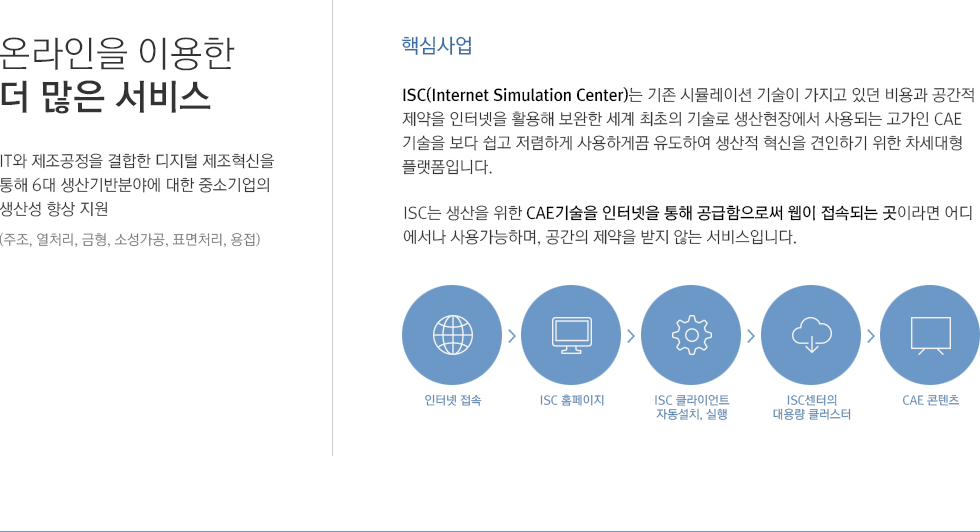 온라인을 이용한
더 많은 서비스
IT와 제조공정을 결합한 디지털 제조혁신을
통해 6대 생산기반분야에 대한 중소기업의
생산성 향상 지원
(주조, 열처리, 금형, 소성가공, 표면처리, 용접)
핵심사업
ISC(Internet Simulation Center)는 기존 시뮬레이션 기술이 가지고 있던 비용과 공간적
제약을 인터넷을 활용해 보완한 세계 최초의 기술로 생산현장에서 사용되는 고가인 CAE
기술을 보다 쉽고 저렴하게 사용하게끔 유도하여 생산적 혁신을 견인하기 위한 차세대형
플랫폼입니다.
ISC는 생산을 위한 CAE기술을 인터넷을 통해 공급함으로써 웹이 접속되는 곳이라면 어디
에서나 사용가능하며, 공간의 제약을 받지 않는 서비스입니다.
인터넷 접속
ISC 홈페이지
ISC 클라이언트
자동설치, 실행
ISC센터의
대용량 클러스터
CAE 콘텐츠